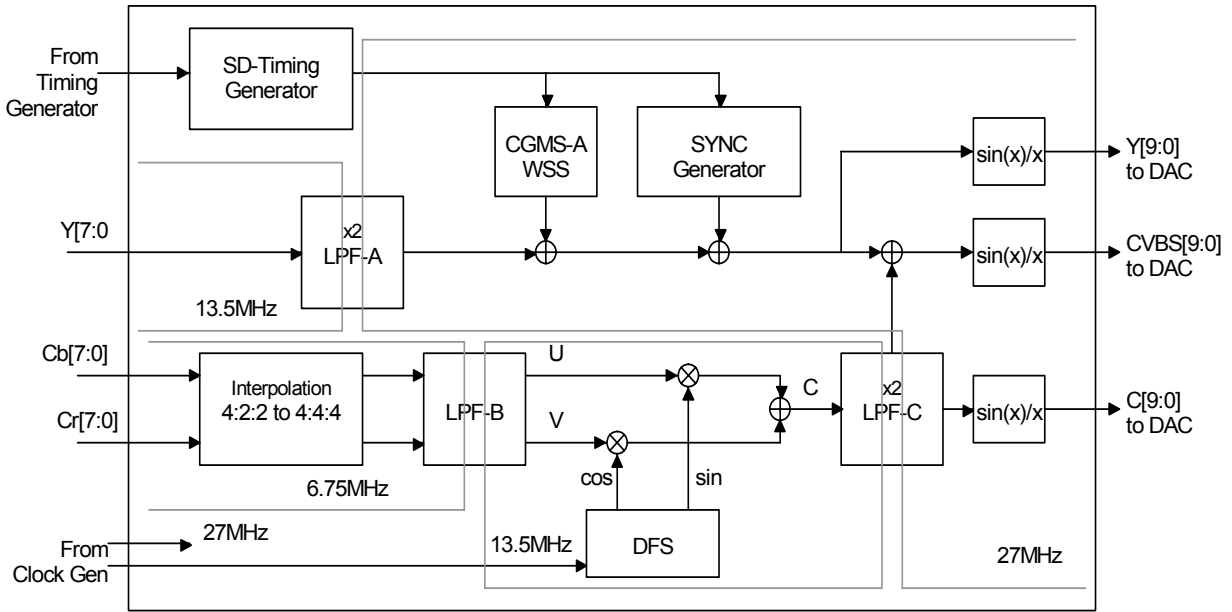 From
Timing
Generator
SD-Timing
Generator
CGMS-A
WSS
SYNC
Generator
sin(x)/x
Y[9:0]
to DAC
Y[7:0
x2
LPF-A
sin(x)/x
CVBS[9:0]
to DAC
13.5MHz
Cb[7:0]
Cr[7:0]
Interpolation
4:2:2 to 4:4:4
LPF-B
U
V
C
x2
LPF-C
sin(x)/x
C[9:0]
to DAC
cos
sin
6.75MHz
27MHz
13.5MHz
DFS
27MHz
From
Clock Gen